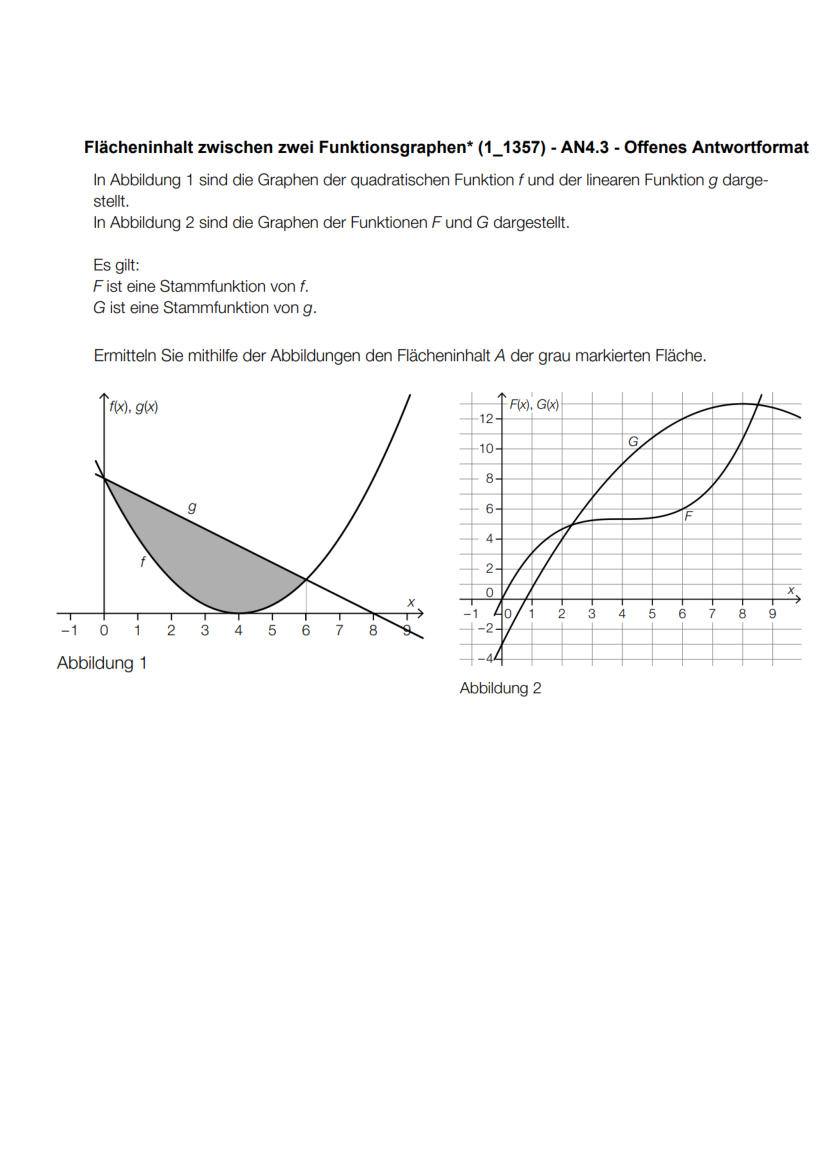 Flächeninhalt zwischen zwei Funktionsgraphen* (1_1357) - AN4.3 - Offenes Antwortformat
In Abbildung 1 sind die Graphen der quadratischen Funktion f und der linearen Funktion g darge-
stellt.
In Abbildung 2 sind die Graphen der Funktionen F und G dargestellt.
Es gilt:
F ist eine Stammfunktion von f.
G ist eine Stammfunktion von g.
Ermitteln Sie mithilfe der Abbildungen den Flächeninhalt A der grau markierten Fläche.
f(x), g(x)
g
f
x
–1 0 1 2 3 4 5 6 7 8 9
Abbildung 1
F(x), G(x)
12
10
8
6
4
2
0
–2
–4
G
F
x
–1 0 1 2 3 4 5 6 7 8 9
Abbildung 2